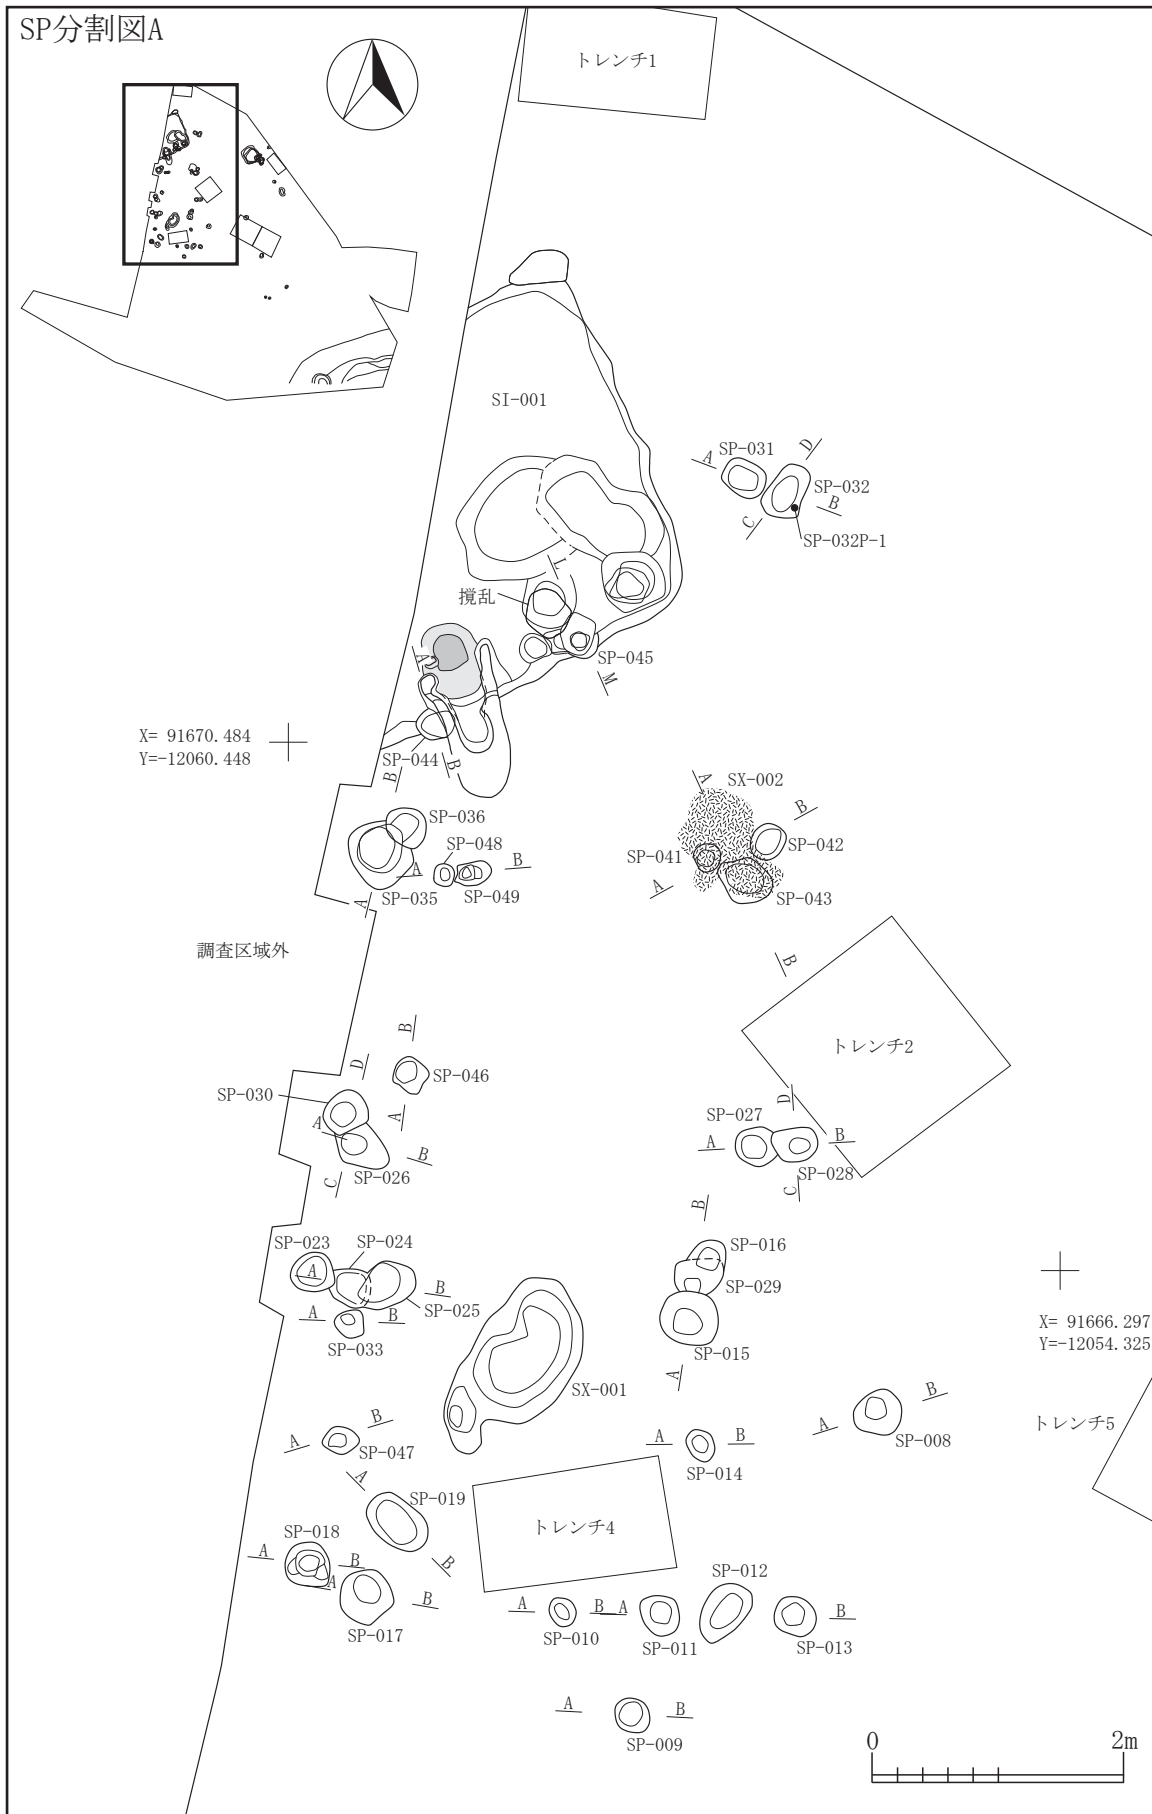 SP分割図A
トレンチ1
SI-001
A
SP-031
D
SP-032
B
C
SP-032P-1
L
撹乱
A
SP-045
M
X= 91670.484
Y=-12060.448
SP-044
B
B
A
SX-002
SP-036
B
SP-048
SP-041
SP-042
A
B
A
SP-035
SP-049
A
SP-043
調査区域外
B
トレンチ2
B
D
SP-046
SP-030
A
A
B
SP-026
C
D
SP-027
A
B
SP-028
C
B
SP-023
SP-024
SP-016
A
SP-029
B
SP-025
A
B
SP-033
SP-015
A
X= 91666.297
Y=-12054.325
SX-001
B
B
トレンチ5
A
A
SP-008
SP-047
A
B
SP-014
A
SP-019
トレンチ4
SP-018
A
B
B
A
B
SP-017
SP-012
A
B
A
B
SP-010
SP-011
SP-013
A
B
SP-009
0
2m